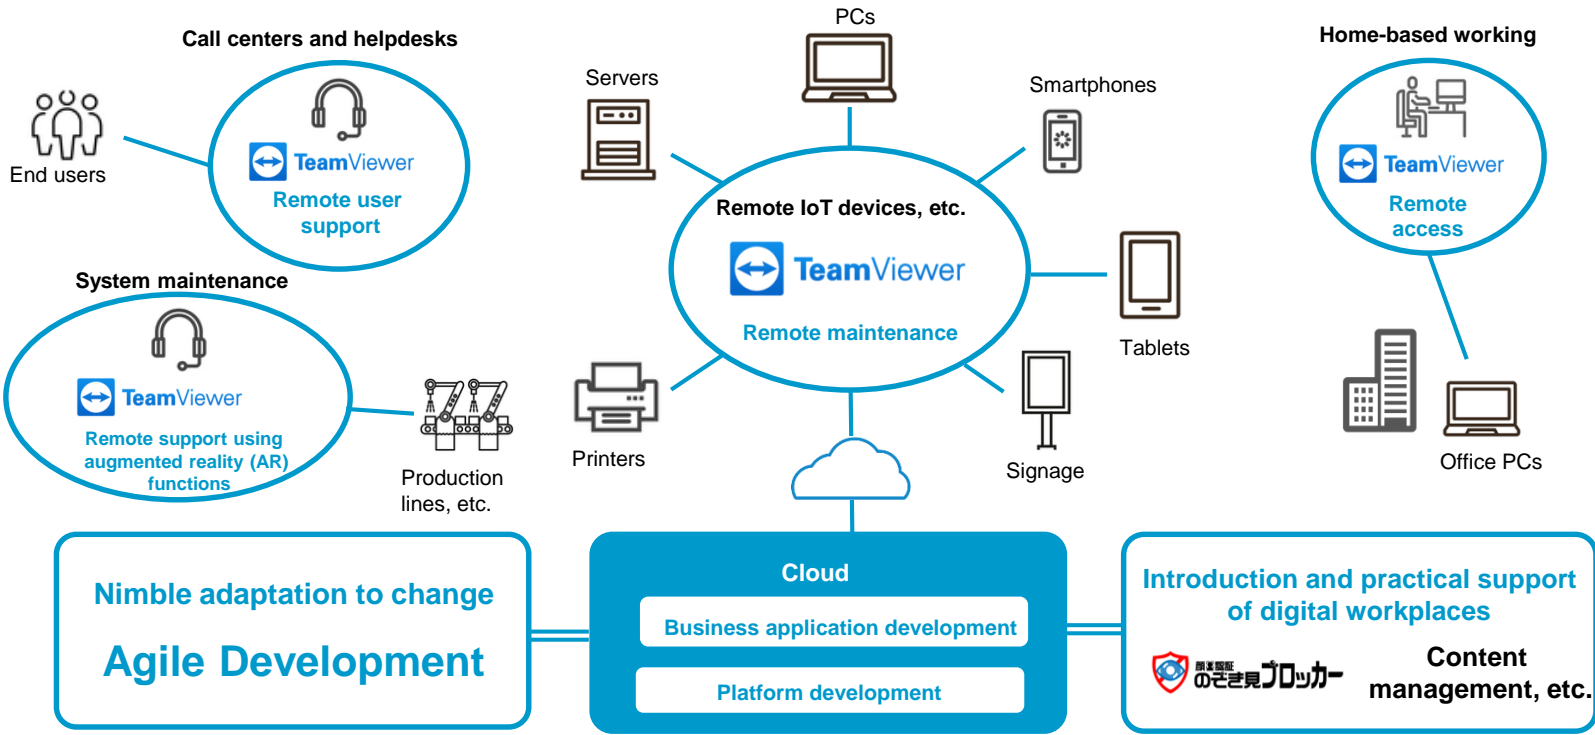 Call centers and helpdesks
End users
TeamViewer
Remote user
support
System maintenance
TeamViewer
Remote support using
augmented reality (AR)
functions
Production
lines, etc.
PCs
Servers
Smartphones
Remote IoT devices, etc.
TeamViewer
Remote maintenance
Tablets
Printers
Signage
Home-based working
TeamViewer
Remote
access
Office PCs
Nimble adaptation to change
Agile Development
Cloud
Business application development
Platform development
Introduction and practical support
of digital workplaces
顔認証
のぞき見ブロッカー
Content
management, etc.